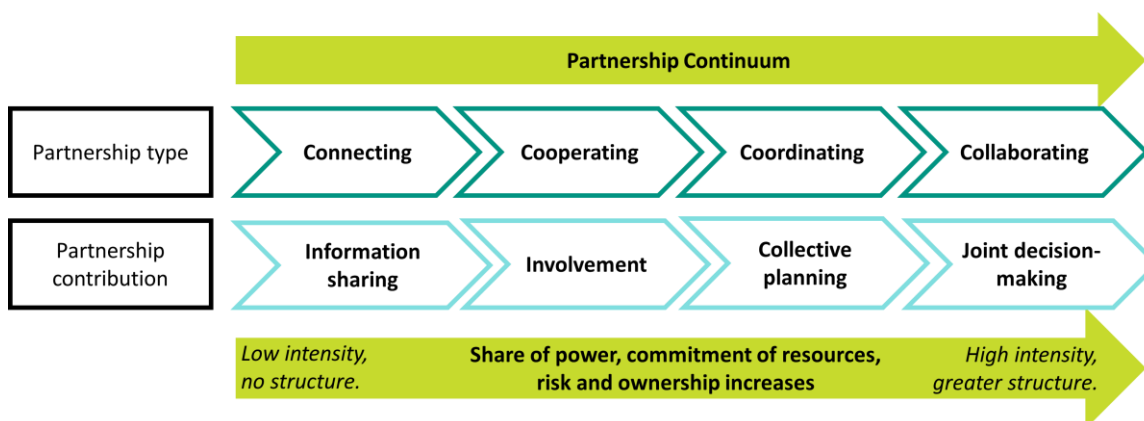 Partnership Continuum
Partnership type
Connecting
Cooperating
Coordinating
Collaborating
Partnership
contribution
Information
sharing
Involvement
Collective
planning
Joint decision-
making
Low intensity,
no structure.
Share of power, commitment of resources,
risk and ownership increases
High intensity,
greater structure.